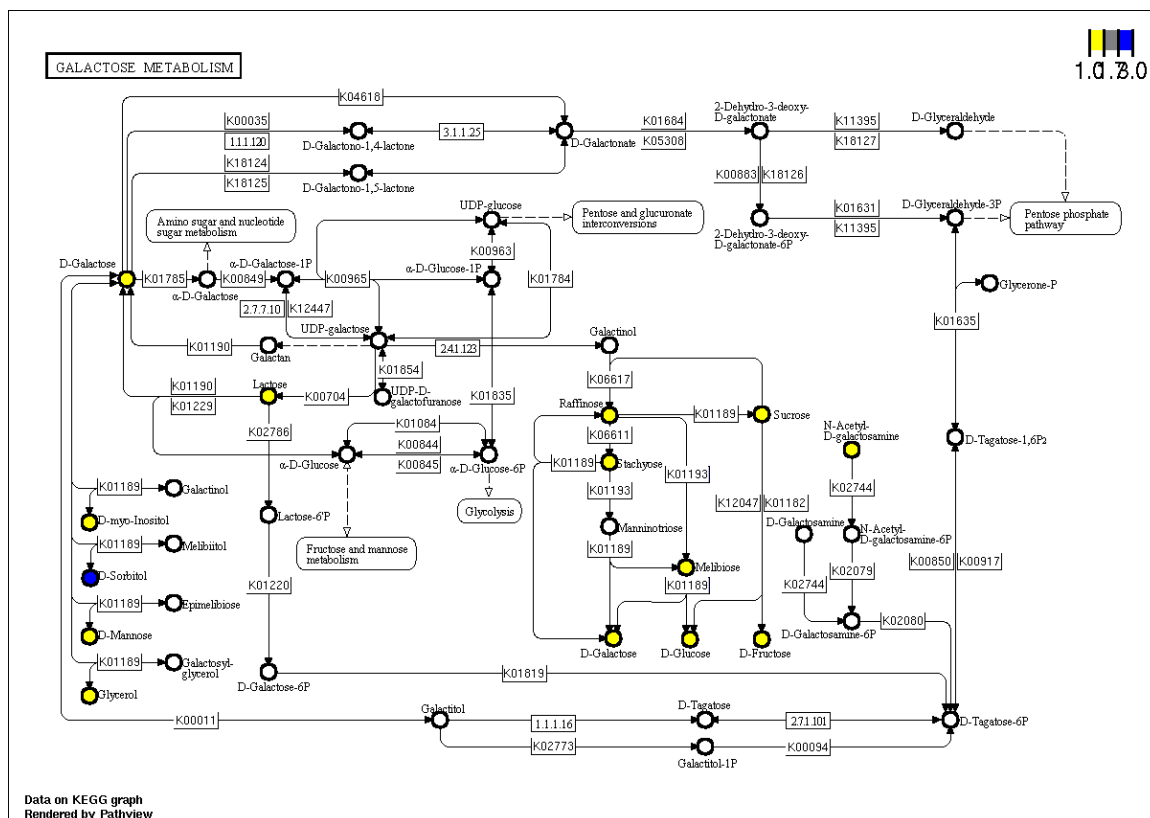 GALACTOSE METABOLISM
K04618
K00035
1.1.1.120
3.1.1.25
D-Galactono-1,4-lactone
D-Galactonate
K01684
K05308
2-Dehydro-3-deoxy-
D-galactonate
K11395
K18127
D-Glyceraldehyde
K18124
K18125
D-Galactono-1,5-lactone
K00883
K18126
Amino sugar and nucleotide
sugar metabolism
UDP-glucose
Pentose and glucuronate
interconversions
2-Dehydro-3-deoxy-
D-galactonate-6P
K01631
K11395
D-Glyceraldehyde-3P
Pentose phosphate
pathway
D-Galactose
K01785
α-D-Galactose
K00849
α-D-Galactose-1P
K00965
α-D-Glucose-1P
K00963
K01784
Glycerone-P
2.7.7.10
K12447
K01635
UDP-galactose
K01190
Galactan
2.4.1.123
Galactinol
K01854
K01190
K01229
Lactose
K00704
UDP-D-
galactofuranose
K01835
K06617
Raffinose
K01189
Sucrose
K02786
K01084
K00844
K00845
α-D-Glucose
α-D-Glucose-6P
K06611
K01189
Stachyose
K01193
K01193
N-Acetyl-
D-galactosamine
D-Tagatose-1,6P2
K02744
K01189
Galactinol
D-myo-Inositol
Lactose-6'P
Glycolysis
Manninotriose
K12047
K01182
D-Galactosamine
N-Acetyl-
D-galactosamine-6P
K01189
Melibiitol
D-Sorbitol
Fructose and mannose
metabolism
K01189
Melibiose
K01189
K02744
K02079
K00850
K00917
K01220
K01189
Epimelibiose
D-Mannose
D-Galactose
D-Glucose
D-Fructose
D-Galactosamine-6P
K02080
K01189
Galactosyl-
glycerol
Glycerol
D-Galactose-6P
K01819
K00011
Galactitol
1.1.1.16
D-Tagatose
2.7.1.101
D-Tagatose-6P
K02773
Galactitol-1P
K00094
Data on KEGG graph
Rendered by Pathview